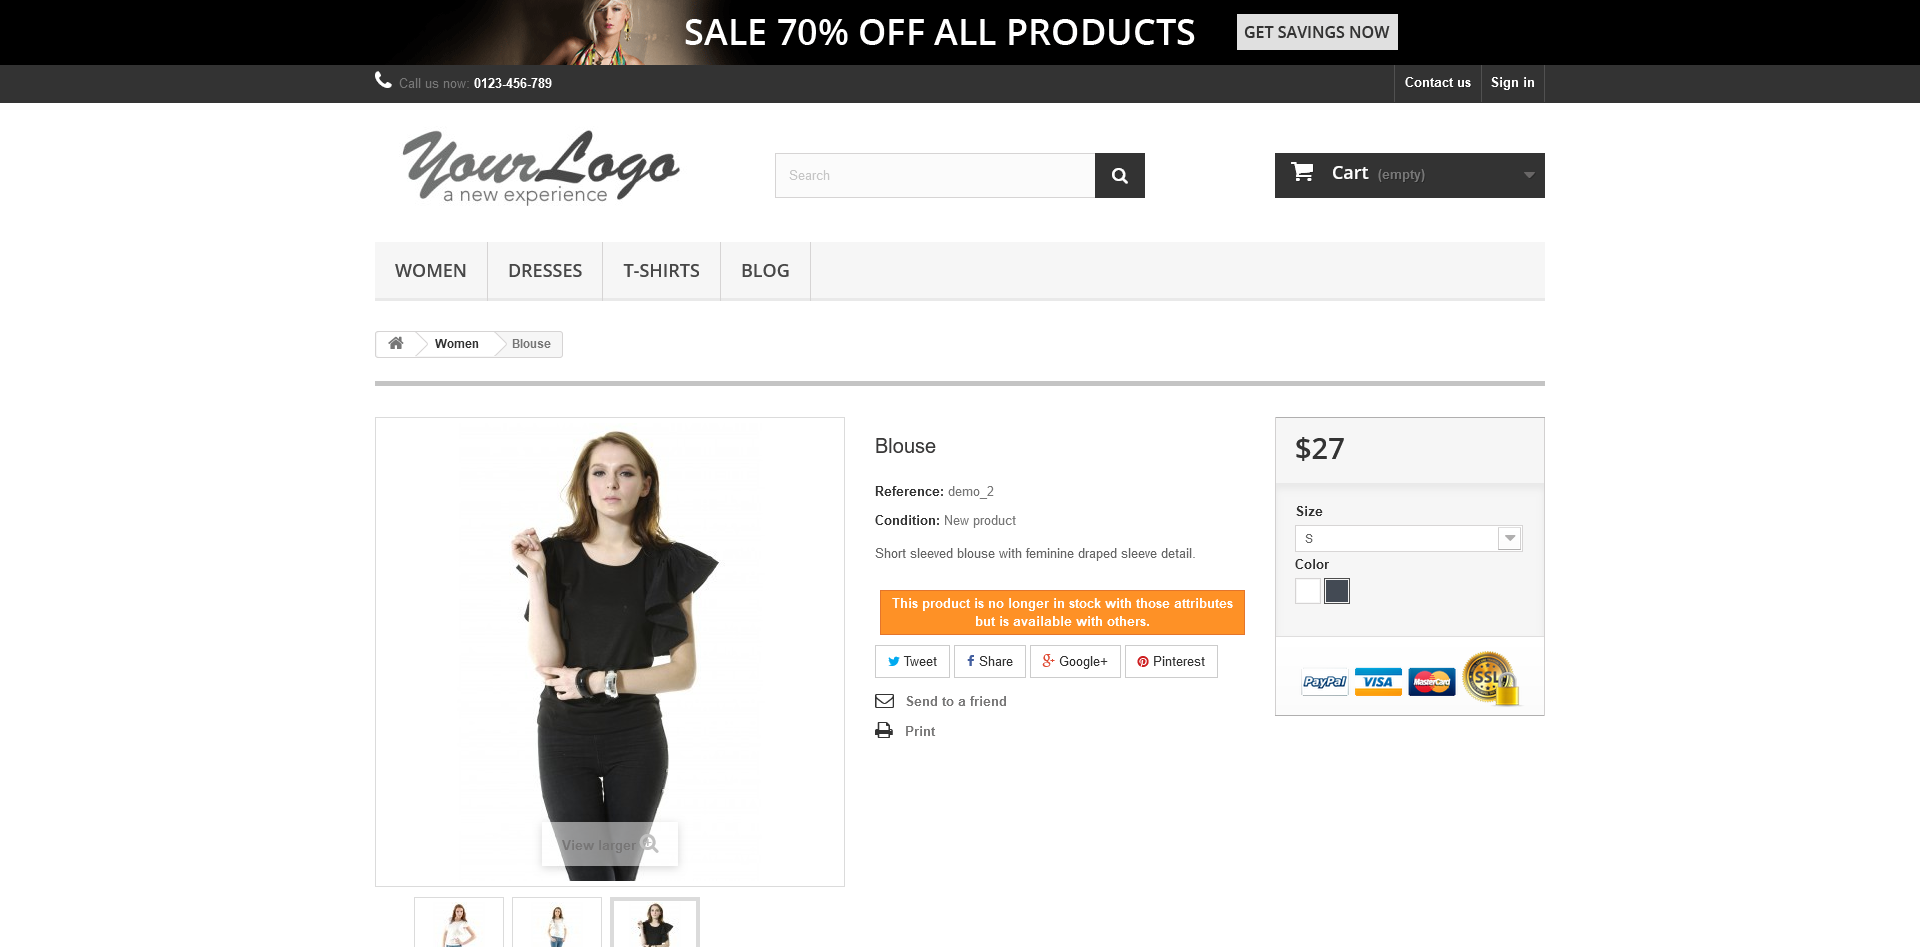 SALE 70% OFF ALL PRODUCTS
GET SAVINGS NOW
Call us now: 0123-456-789
Contact us
Sign in
YourLogo
a new experience
Search
Cart (empty)
WOMEN
DRESSES
T-SHIRTS
BLOG
Women
Blouse
Blouse
Reference: demo_2
Condition: New product
Short sleeved blouse with feminine draped sleeve detail.
This product is no longer in stock with those attributes
but is available with others.
Tweet
Share
Google+
Pinterest
Send to a friend
Print
View larger
$27
Size
S
Color
PayPal
VISA
MasterCard
SSL